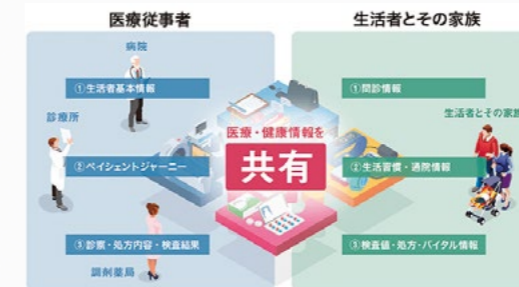 医療従事者
生活者とその家族
病院
①生活者基本情報
①問診情報
診療所
生活者とその家族
医療・健康情報を
共有
②ペイシェントジャーニー
②生活習慣・通院情報
③診察・処方内容・検査結果
③検査値・処方・バイタル情報
調剤薬局